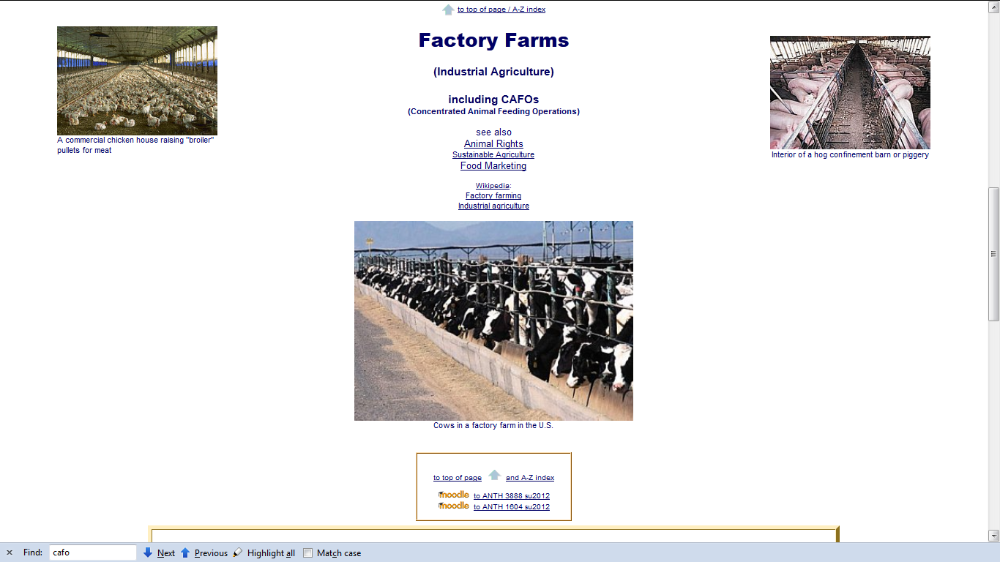 to top of page / A-Z index
Factory Farms
(Industrial Agriculture)
including CAFOs
(Concentrated Animal Feeding Operations)
see also
Animal Rights
Sustainable Agriculture
Food Marketing
Wikipedia:
Factory farming
Industrial agriculture
A commercial chicken house raising "broiler"
pullets for meat
Interior of a hog confinement barn or piggery
Cows in a factory farm in the U.S.
to top of page and A-Z index
moodle to ANTH 3888 su2012
moodle to ANTH 1604 su2012
Find: cafo Next Previous Highlight all Match case